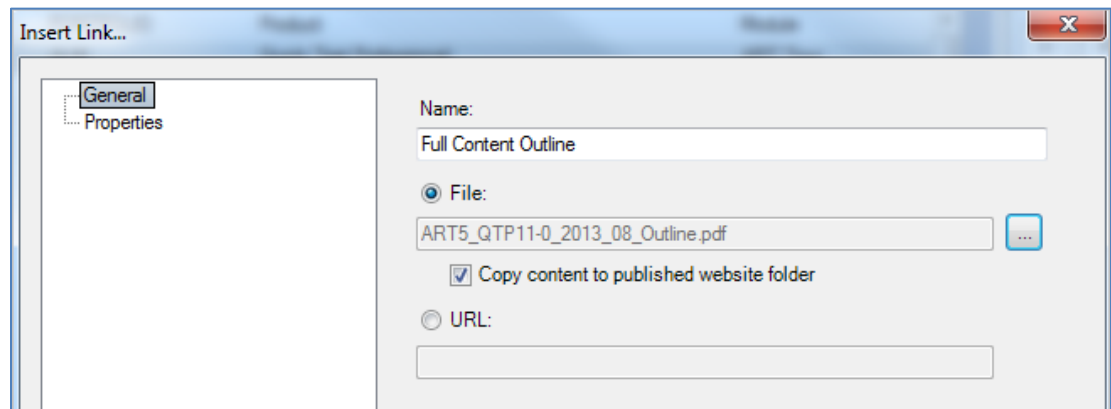 Insert Link...
General
Properties
Name:
Full Content Outline
File:
ART5_QTP11-0_2013_08_Outline.pdf
...
Copy content to published website folder
URL: